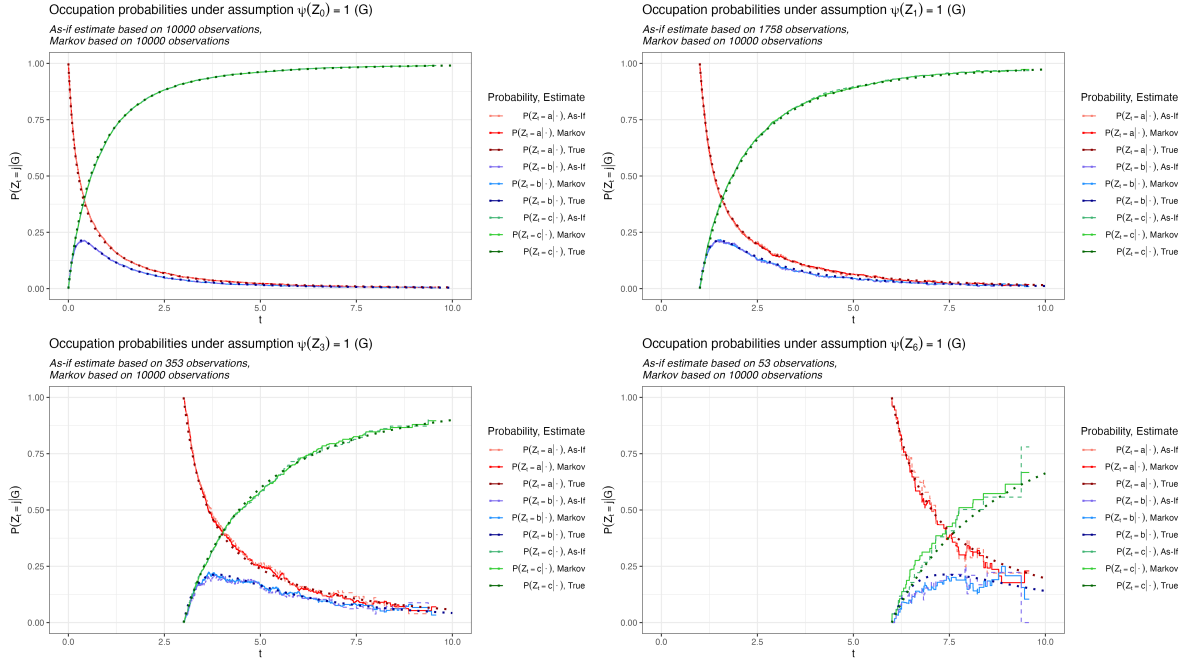 Occupation probabilities under assumption ψ(Z₀) = 1 (G)
As-if estimate based on 10000 observations,
Markov based on 10000 observations
P(Zₜ = j|G)
1.00
0.75
0.50
0.25
0.00
0.0 2.5 5.0 7.5 10.0
t
Probability, Estimate
P(Zₜ = a|·), As-If
P(Zₜ = a|·), Markov
P(Zₜ = a|·), True
P(Zₜ = b|·), As-If
P(Zₜ = b|·), Markov
P(Zₜ = b|·), True
P(Zₜ = c|·), As-If
P(Zₜ = c|·), Markov
P(Zₜ = c|·), True
Occupation probabilities under assumption ψ(Z₁) = 1 (G)
As-if estimate based on 1758 observations,
Markov based on 10000 observations
P(Zₜ = j|G)
1.00
0.75
0.50
0.25
0.00
0.0 2.5 5.0 7.5 10.0
t
Probability, Estimate
P(Zₜ = a|·), As-If
P(Zₜ = a|·), Markov
P(Zₜ = a|·), True
P(Zₜ = b|·), As-If
P(Zₜ = b|·), Markov
P(Zₜ = b|·), True
P(Zₜ = c|·), As-If
P(Zₜ = c|·), Markov
P(Zₜ = c|·), True
Occupation probabilities under assumption ψ(Z₃) = 1 (G)
As-if estimate based on 353 observations,
Markov based on 10000 observations
P(Zₜ = j|G)
1.00
0.75
0.50
0.25
0.00
0.0 2.5 5.0 7.5 10.0
t
Probability, Estimate
P(Zₜ = a|·), As-If
P(Zₜ = a|·), Markov
P(Zₜ = a|·), True
P(Zₜ = b|·), As-If
P(Zₜ = b|·), Markov
P(Zₜ = b|·), True
P(Zₜ = c|·), As-If
P(Zₜ = c|·), Markov
P(Zₜ = c|·), True
Occupation probabilities under assumption ψ(Z₆) = 1 (G)
As-if estimate based on 53 observations,
Markov based on 10000 observations
P(Zₜ = j|G)
1.00
0.75
0.50
0.25
0.00
0.0 2.5 5.0 7.5 10.0
t
Probability, Estimate
P(Zₜ = a|·), As-If
P(Zₜ = a|·), Markov
P(Zₜ = a|·), True
P(Zₜ = b|·), As-If
P(Zₜ = b|·), Markov
P(Zₜ = b|·), True
P(Zₜ = c|·), As-If
P(Zₜ = c|·), Markov
P(Zₜ = c|·), True